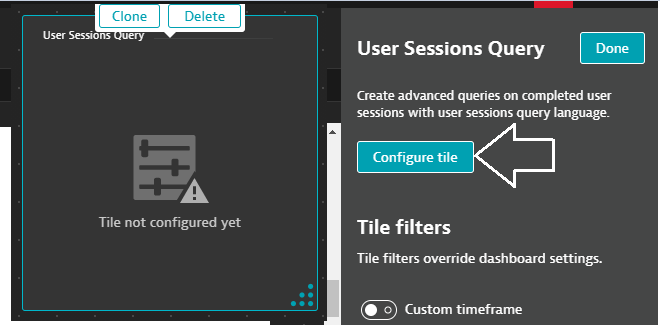 Clone
Delete
User Sessions Query
Tile not configured yet
User Sessions Query
Done
Create advanced queries on completed user
sessions with user sessions query language.
Configure tile
Tile filters
Tile filters override dashboard settings.
Custom timeframe